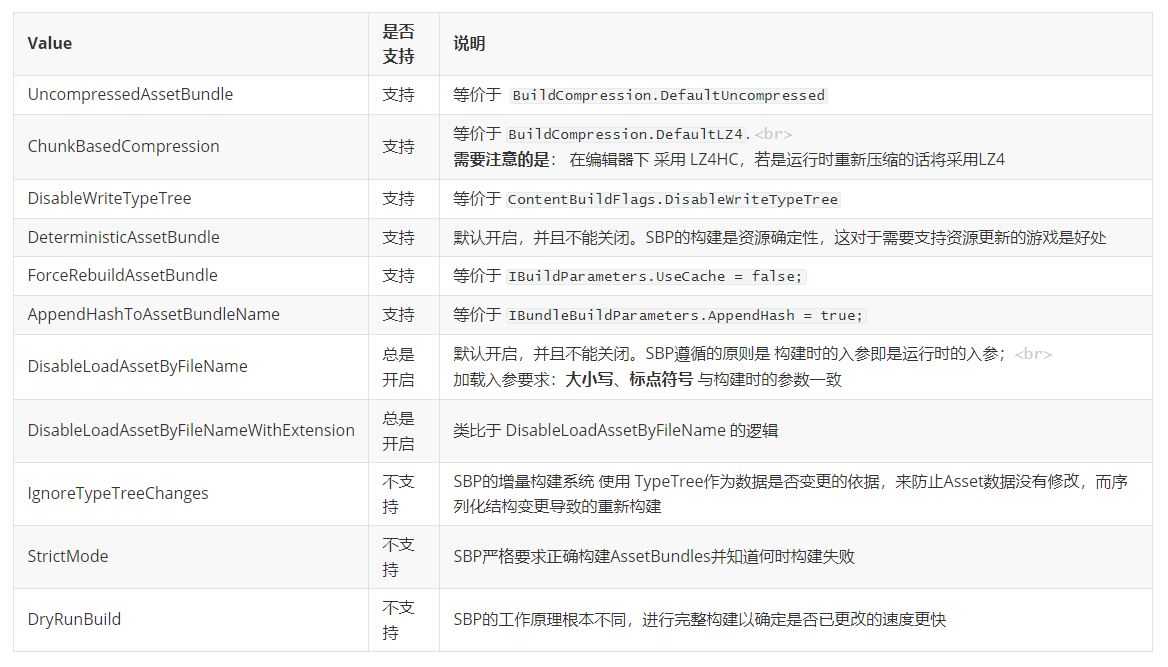 Value 是否支持 说明
UncompressedAssetBundle 支持 等价于 BuildCompression.DefaultUncompressed
ChunkBasedCompression 支持 等价于 BuildCompression.DefaultLZ4. <br>
需要注意的是： 在编辑器下 采用 LZ4HC，若是运行时重新压缩的话将采用LZ4
DisableWriteTypeTree 支持 等价于 ContentBuildFlags.DisableWriteTypeTree
DeterministicAssetBundle 支持 默认开启，并且不能关闭。SBP的构建是资源确定性，这对于需要支持资源更新的游戏是好处
ForceRebuildAssetBundle 支持 等价于 IBuildParameters.UseCache = false;
AppendHashToAssetBundleName 支持 等价于 IBundleBuildParameters.AppendHash = true;
DisableLoadAssetByFileName 总是开启 默认开启，并且不能关闭。SBP遵循的原则是 构建时的入参即是运行时的入参；<br>
加载入参要求：大小写、标点符号 与构建时的参数一致
DisableLoadAssetByFileNameWithExtension 总是开启 类比于 DisableLoadAssetByFileName 的逻辑
IgnoreTypeTreeChanges 不支持 SBP的增量构建系统 使用 TypeTree作为数据是否变更的依据，来防止Asset数据没有修改，而序
列化结构变更导致的重新构建
StrictMode 不支持 SBP严格要求正确构建AssetBundles并知道何时构建失败
DryRunBuild 不支持 SBP的工作原理根本不同，进行完整构建以确定是否已更改的速度更快